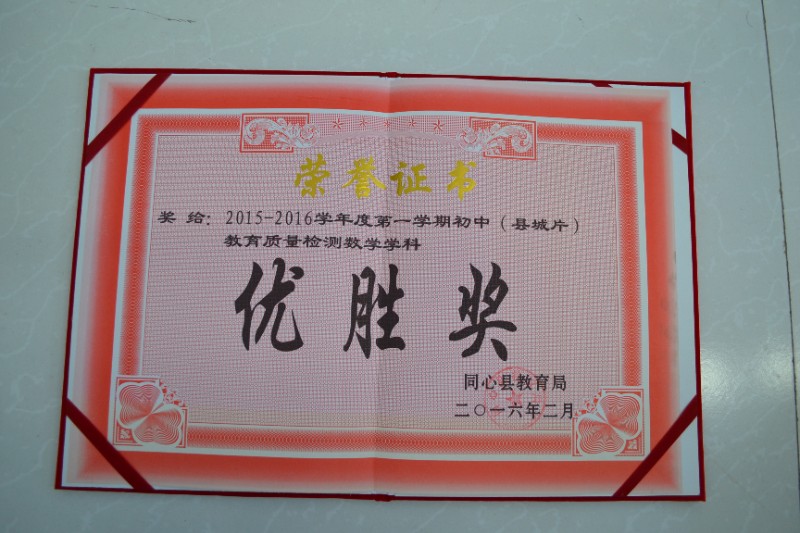 荣誉证书
奖给：2015-2016学年度第一学期初中（县城片）
教育质量检测数学学科
优胜奖
同心县教育局
二〇一六年二月